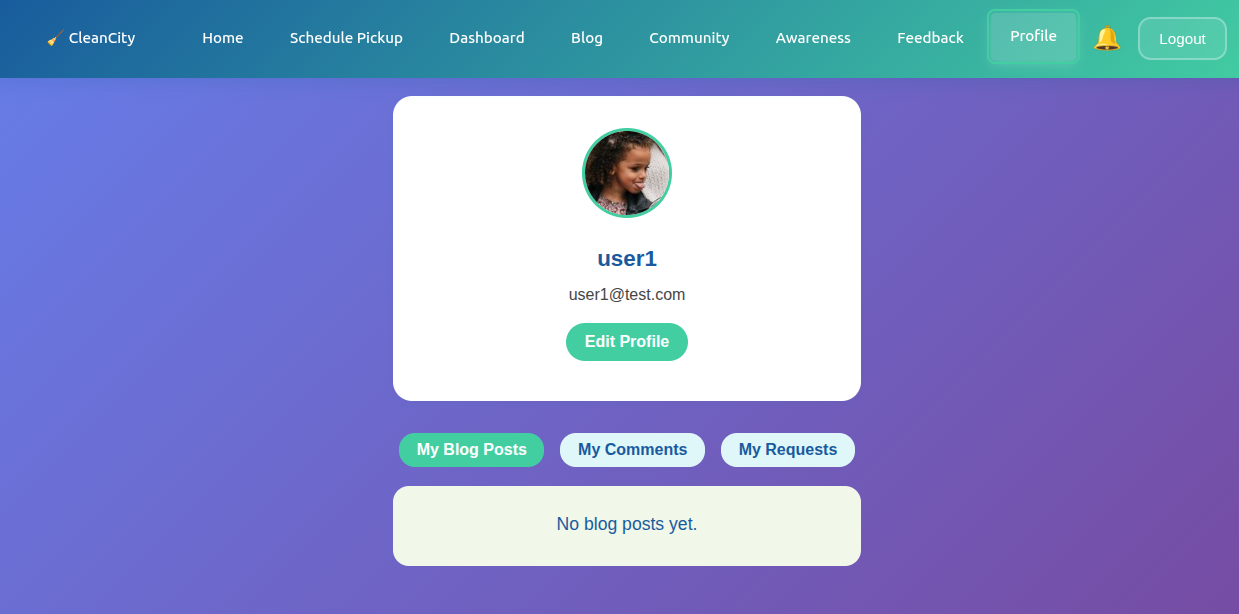 CleanCity Home Schedule Pickup Dashboard Blog Community Awareness Feedback Profile Logout
user1
user1@test.com
Edit Profile
My Blog Posts My Comments My Requests
No blog posts yet.